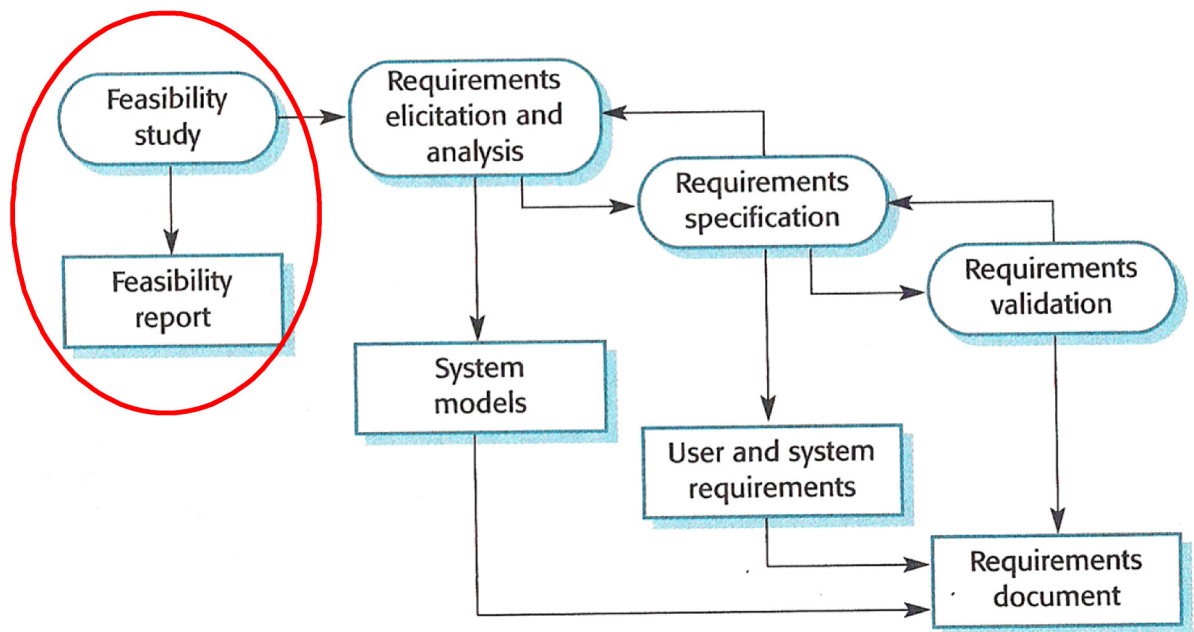 Feasibility
study
Requirements
elicitation and
analysis
Requirements
specification
Requirements
validation
Feasibility
report
System
models
User and system
requirements
Requirements
document